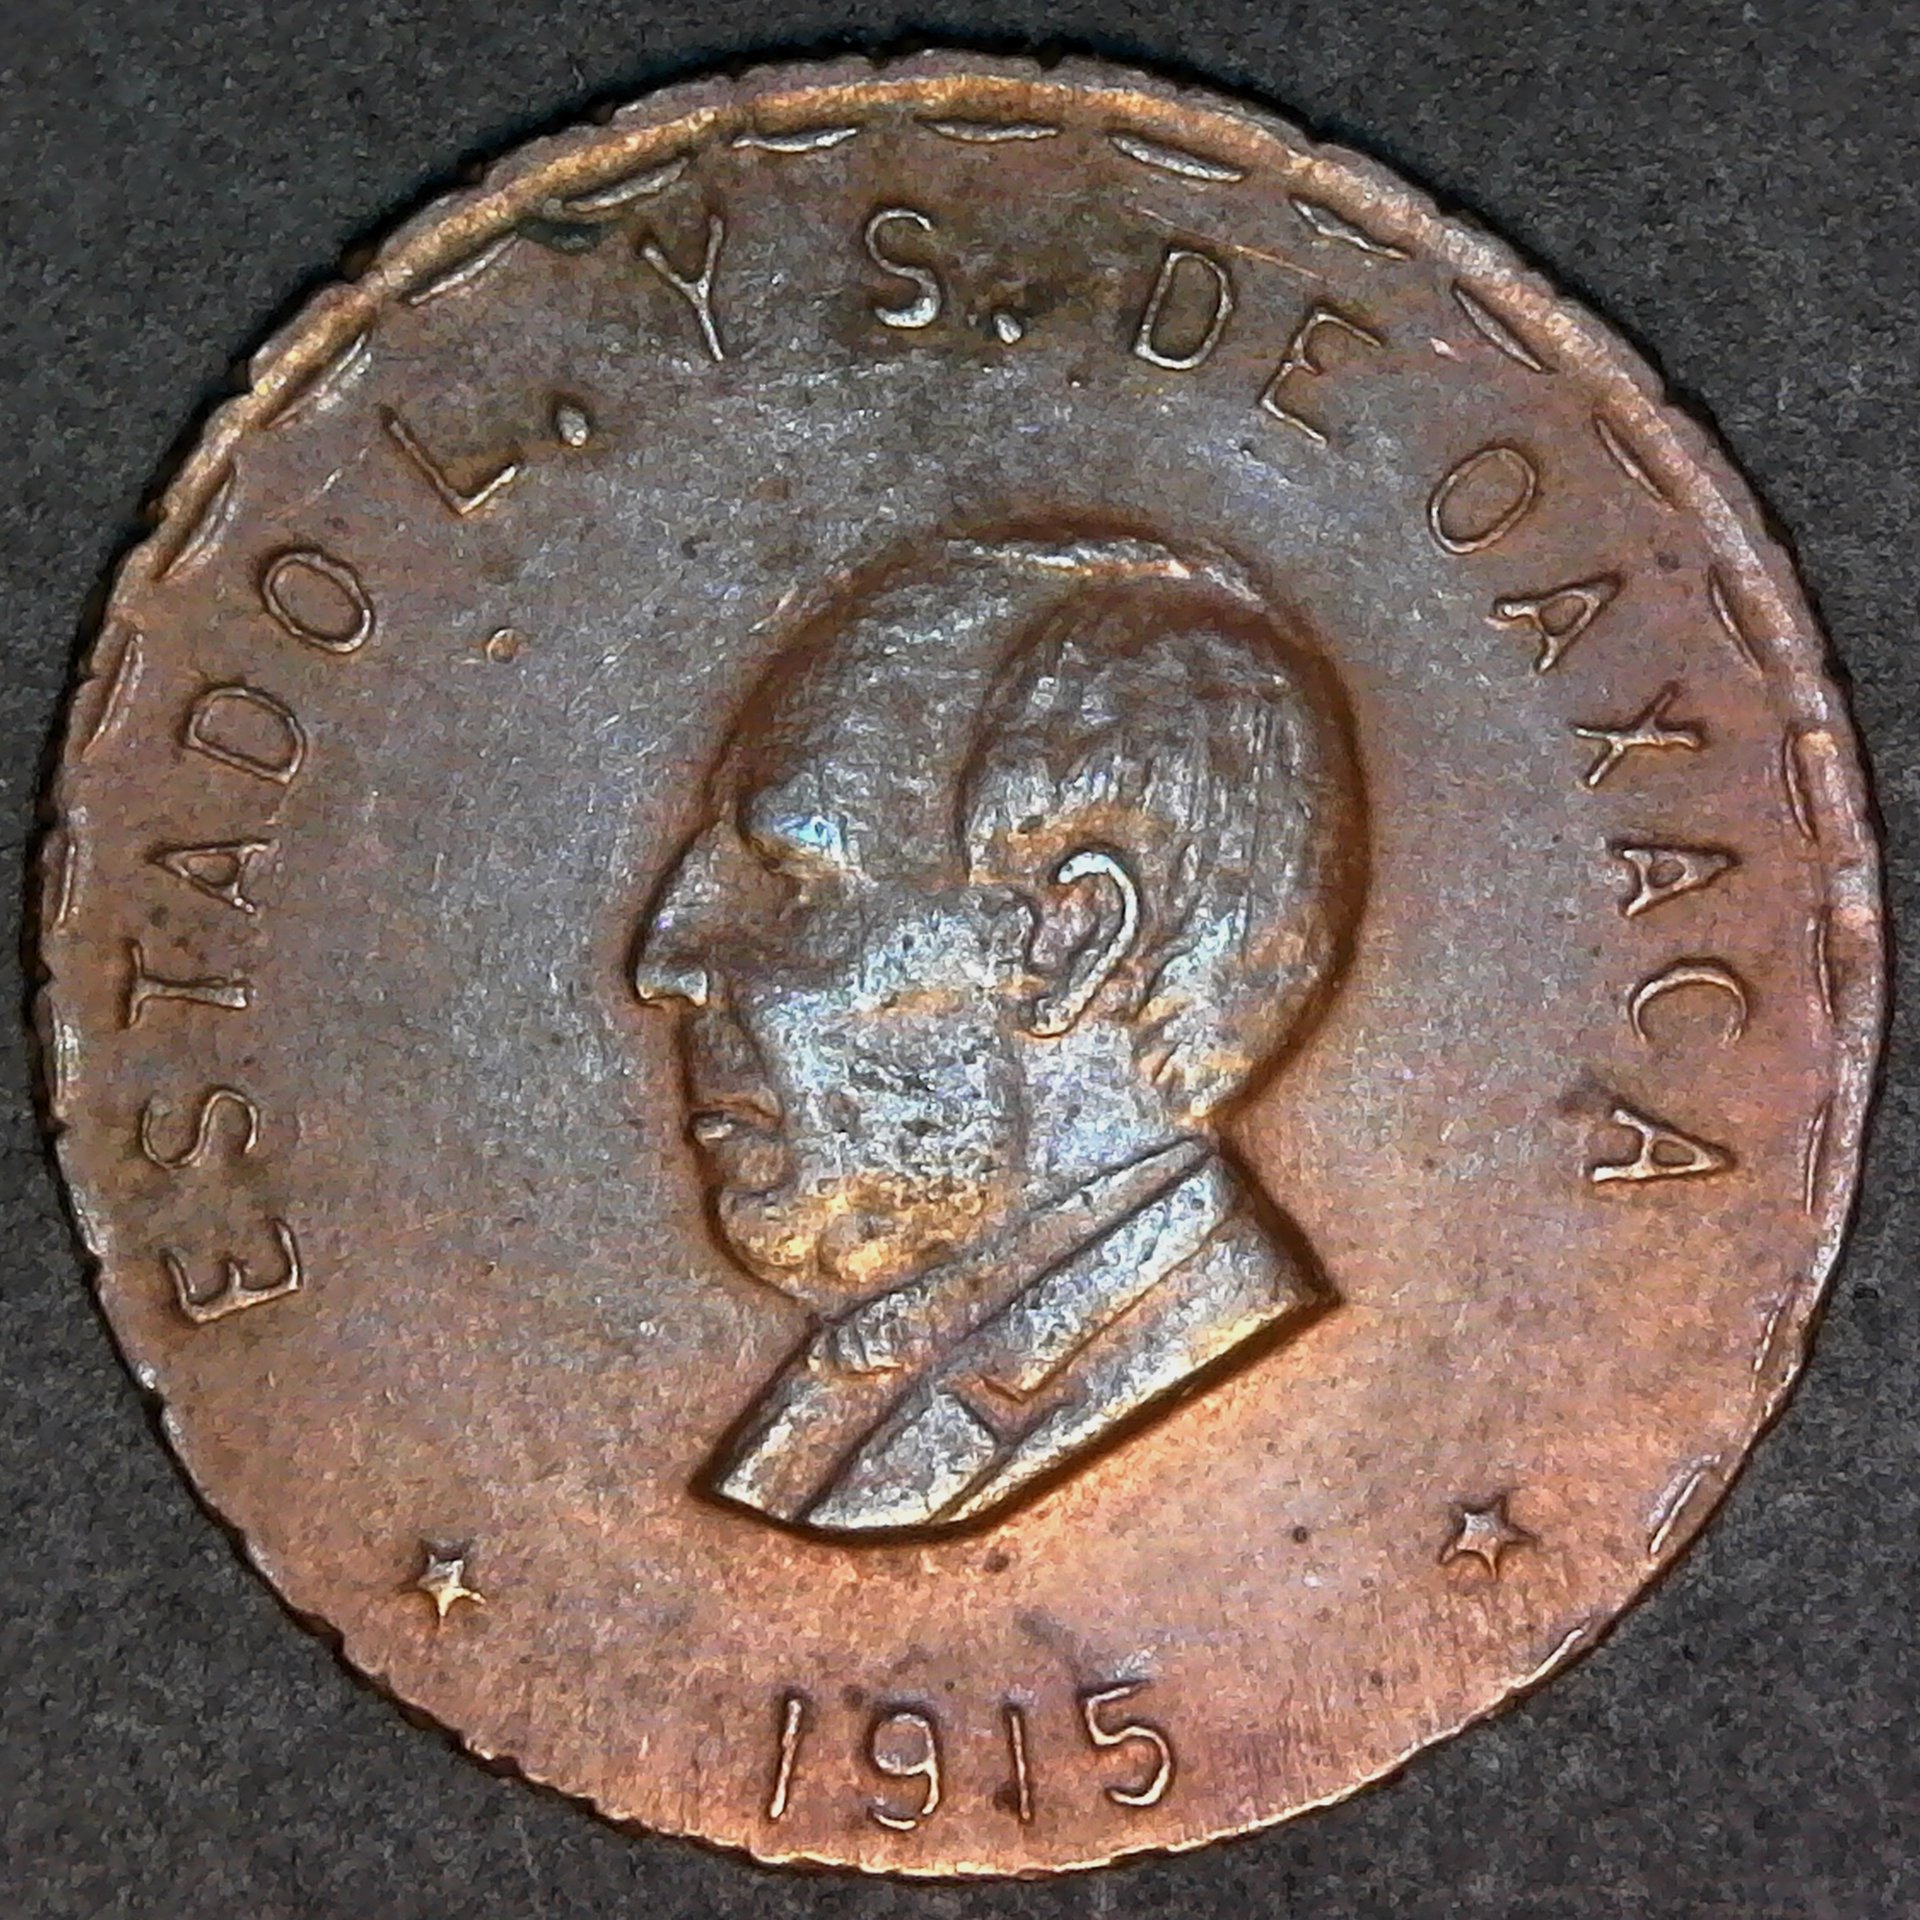 ESTADO L. Y S. DE OAXACA
1915